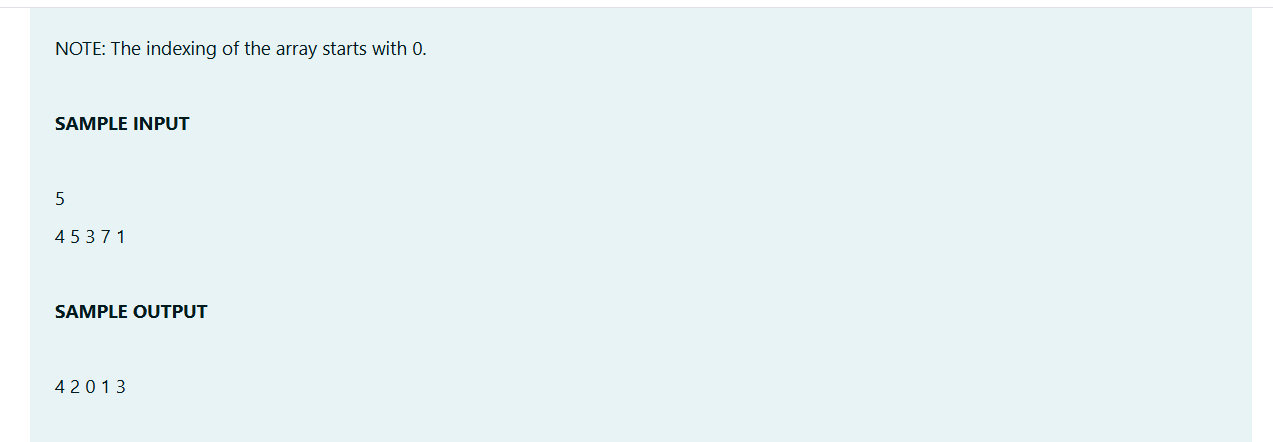 NOTE: The indexing of the array starts with 0.
SAMPLE INPUT
5
4 5 3 7 1
SAMPLE OUTPUT
4 2 0 1 3